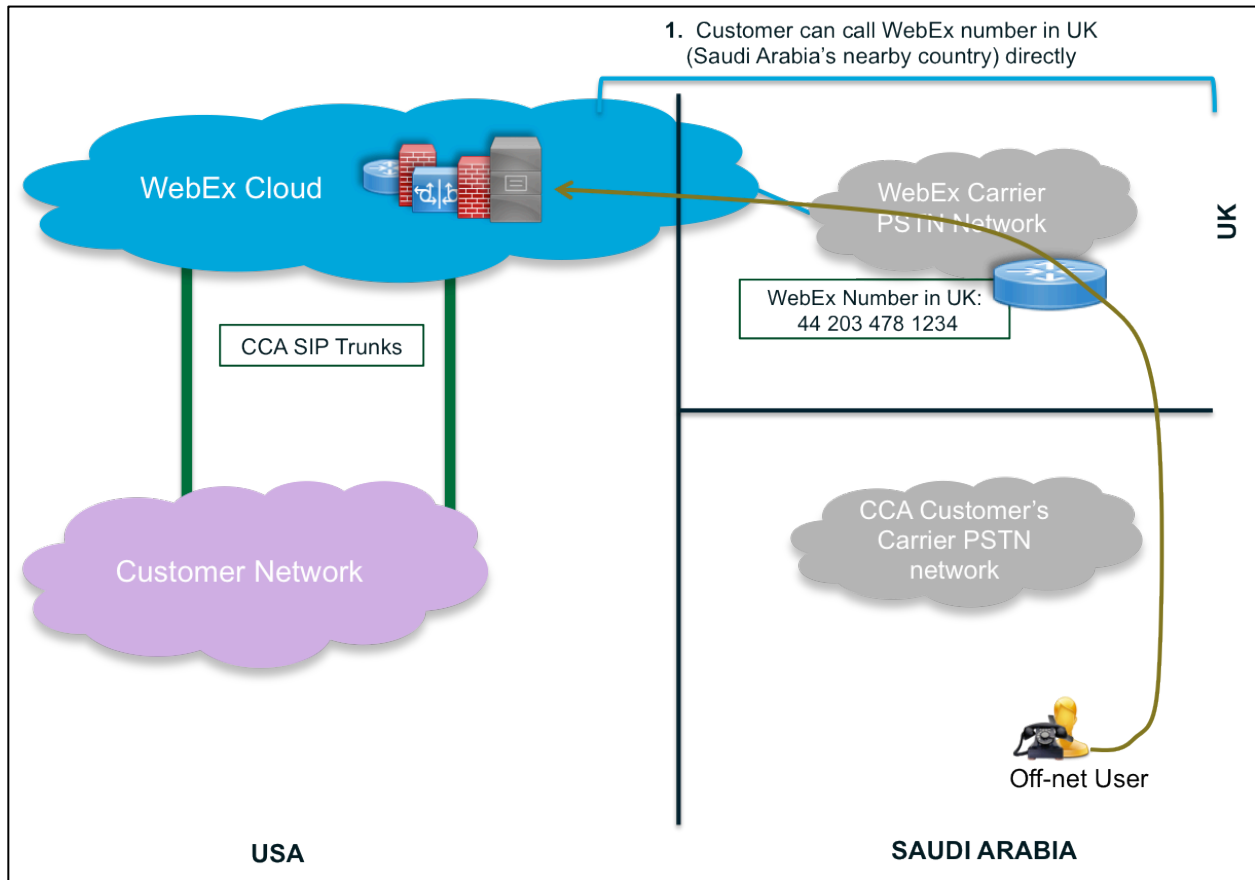 1. Customer can call WebEx number in UK
(Saudi Arabia's nearby country) directly
WebEx Cloud
WebEx Carrier
PSTN Network
UK
WebEx Number in UK:
44 203 478 1234
CCA SIP Trunks
Customer Network
CCA Customer's
Carrier PSTN
network
Off-net User
USA
SAUDI ARABIA